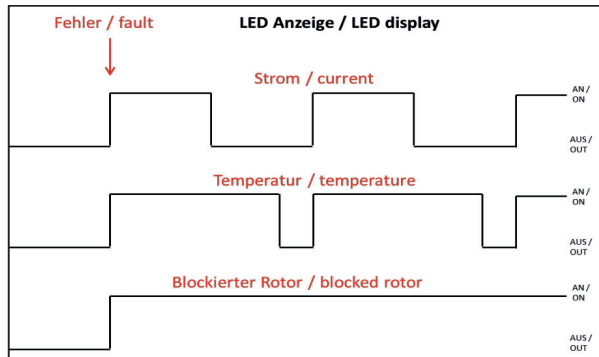 Fehler / fault
LED Anzeige / LED display
Strom / current
AN /
ON
AUS /
OUT
Temperatur / temperature
AN /
ON
AUS /
OUT
Blockierter Rotor / blocked rotor
AN /
ON
AUS /
OUT